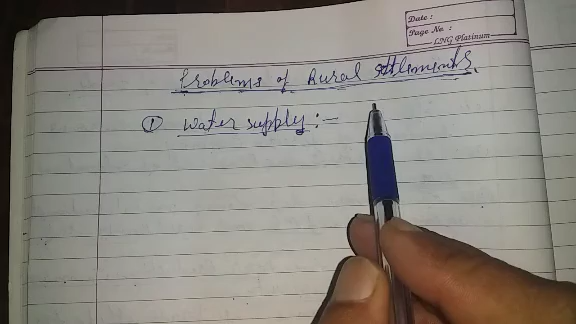 Date :
Page No :
LNG Platinum
Problems of Rural settlements.
① Water supply :-